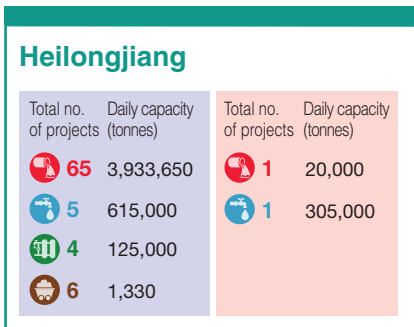 Heilongjiang
Total no. of projects Daily capacity (tonnes)
65 3,933,650
5 615,000
4 125,000
6 1,330
Total no. of projects Daily capacity (tonnes)
1 20,000
1 305,000